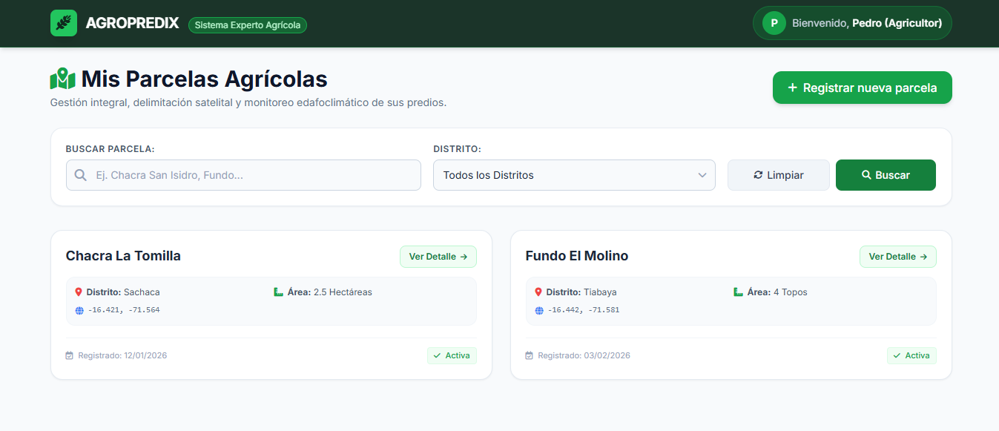 AGROPREDIX Sistema Experto Agrícola
P Bienvenido, Pedro (Agricultor)
Mis Parcelas Agrícolas
Gestión integral, delimitación satelital y monitoreo edafoclimático de sus predios.
+ Registrar nueva parcela
BUSCAR PARCELA:
Ej. Chacra San Isidro, Fundo...
DISTRITO:
Todos los Distritos
Limpiar
Buscar
Chacra La Tomilla
Ver Detalle →
Distrito: Sachaca
Área: 2.5 Hectáreas
-16.421, -71.564
Registrado: 12/01/2026
Activa
Fundo El Molino
Ver Detalle →
Distrito: Tiabaya
Área: 4 Topos
-16.442, -71.581
Registrado: 03/02/2026
Activa